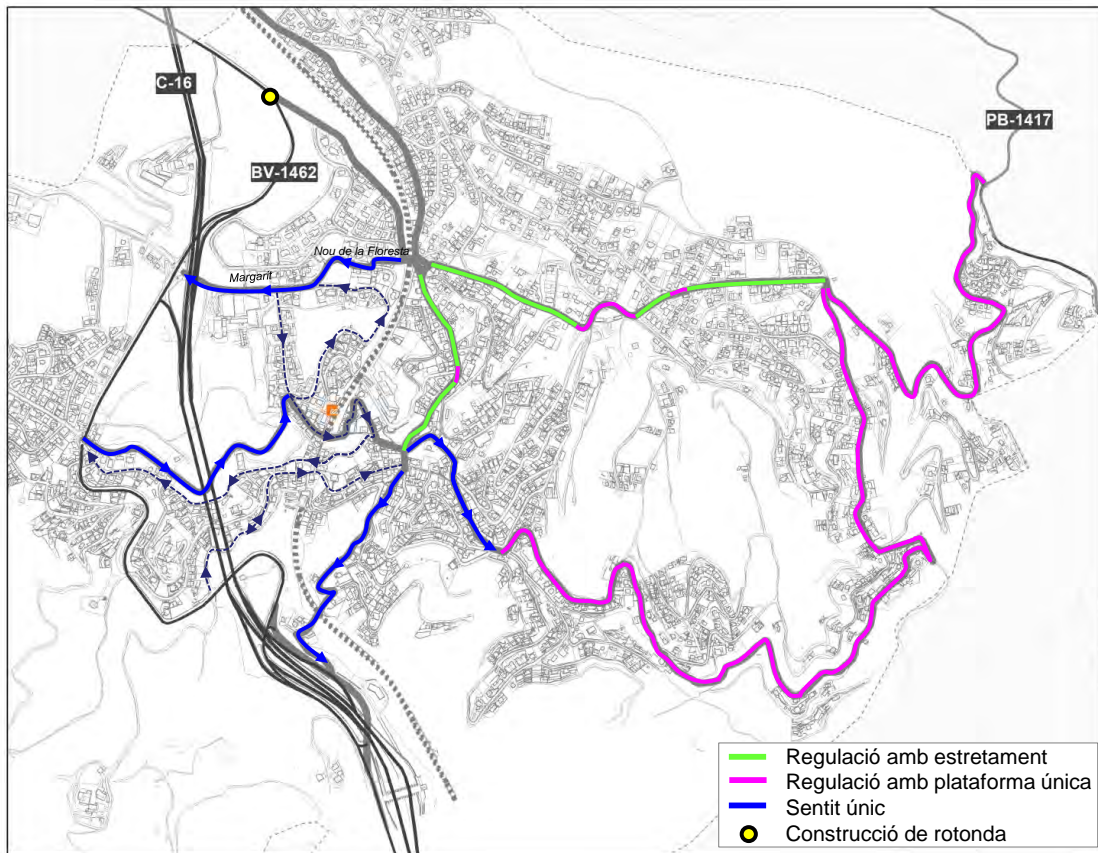 C-16
PB-1417
BV-1462
Nou de la Floresta
Margarit
Regulació amb estretament
Regulació amb plataforma única
Sentit únic
Construcció de rotonda